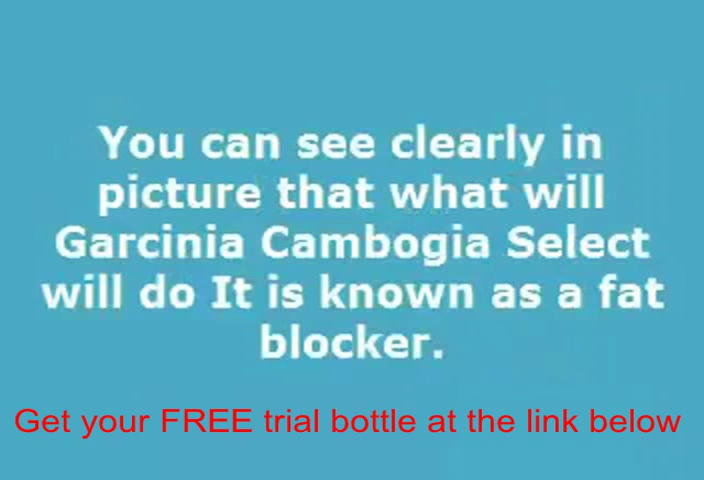 You can see clearly in
picture that what will
Garcinia Cambogia Select
will do It is known as a fat
blocker.
Get your FREE trial bottle at the link below